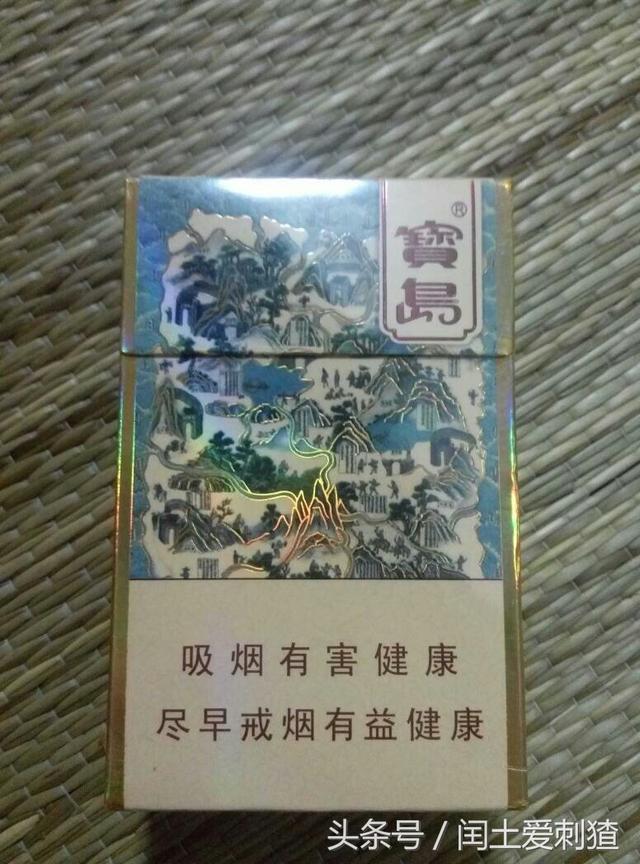 寶島
®
吸烟有害健康
尽早戒烟有益健康
头条号 / 闰土爱刺猹